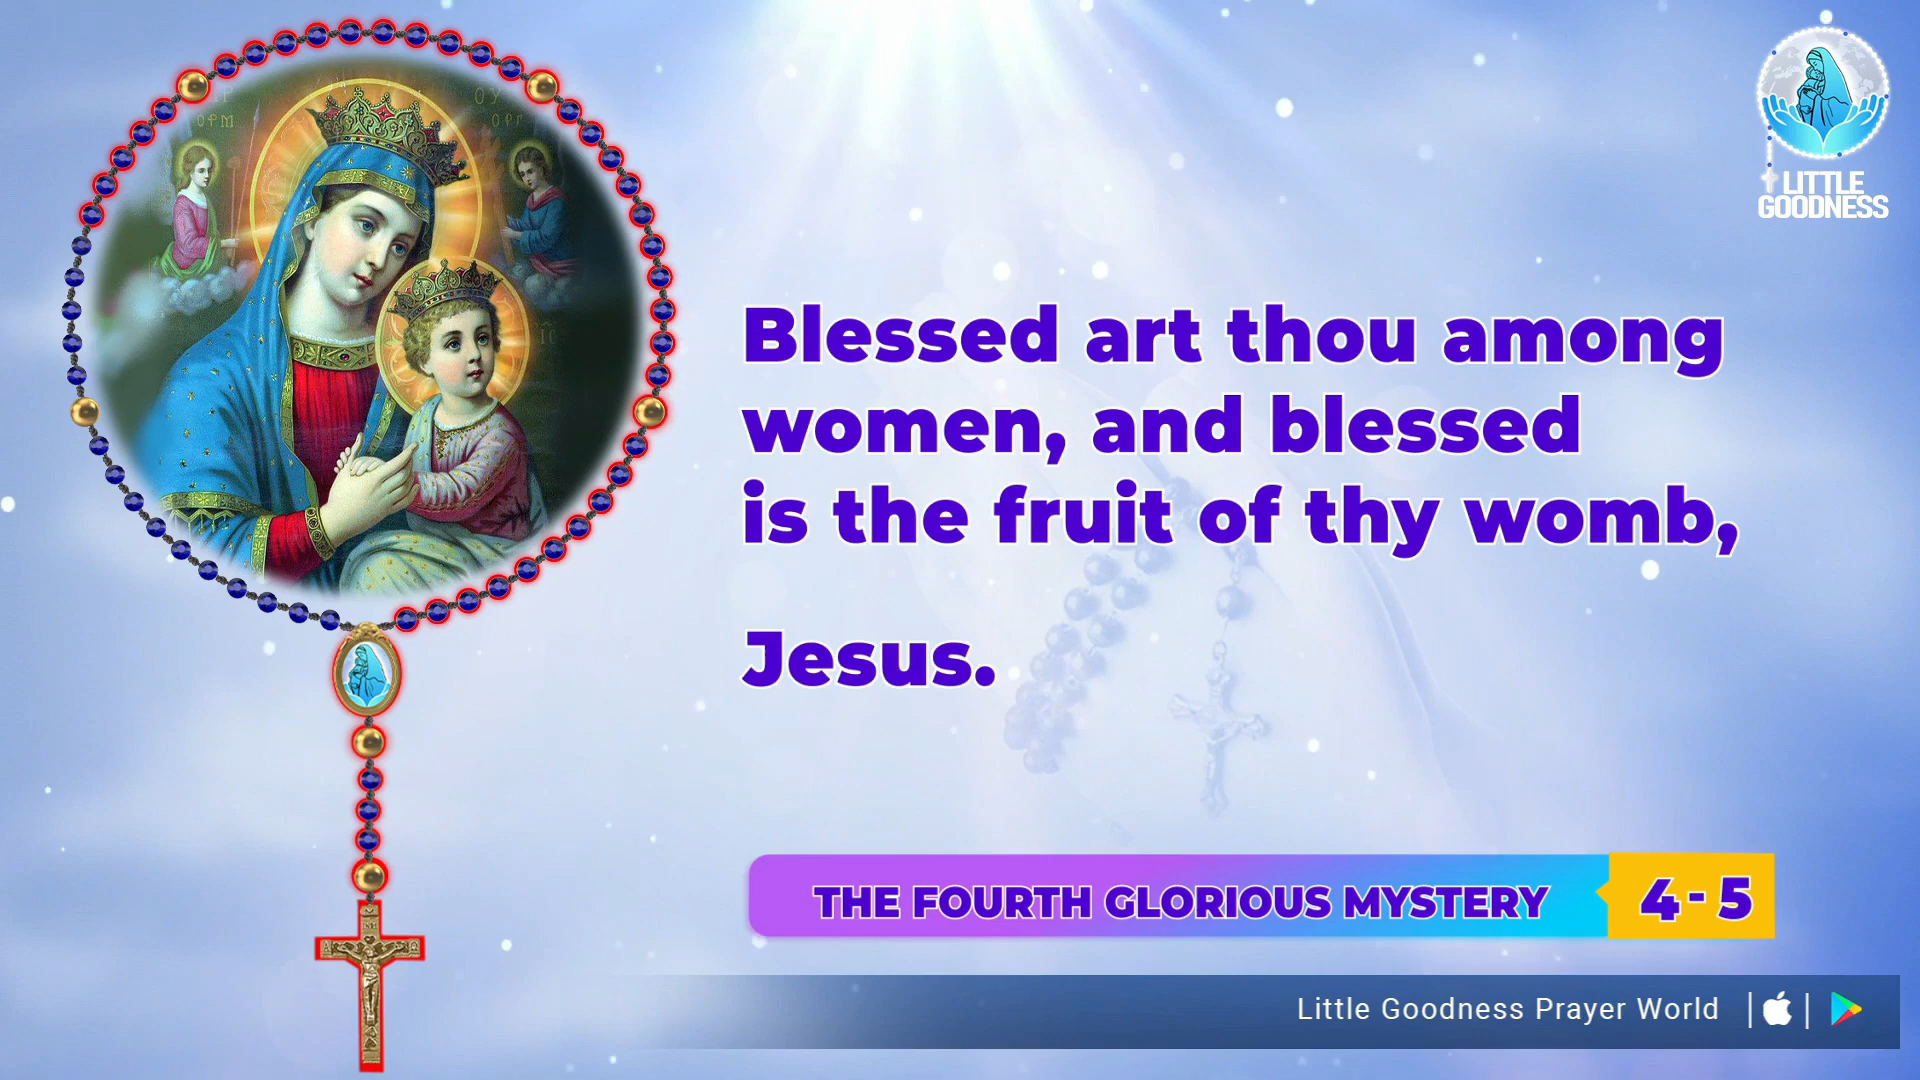 LITTLE
GOODNESS
Blessed art thou among
women, and blessed
is the fruit of thy womb,
Jesus.
THE FOURTH GLORIOUS MYSTERY
4 - 5
Little Goodness Prayer World